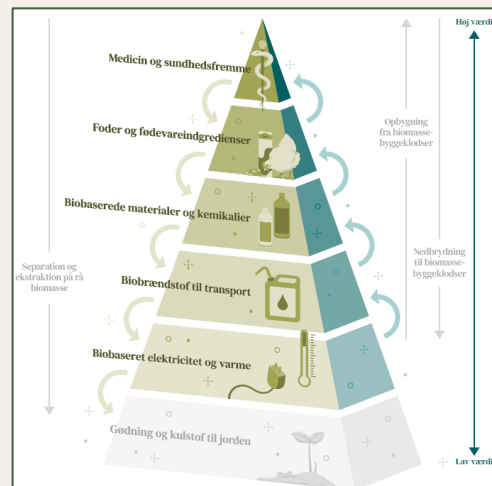 Høj værdi
Medicin og sundhedsfremme
Foder og fødevareingredienser
Opbygning
fra biomasse-
byggeklodser
Biobaserede materialer og kemikalier
Nedbrydning
til biomasse-
byggeklodser
Separation og
ekstraktion på rå
biomasse
Biobrændstof til transport
Biobaseret elektricitet og varme
Gødning og kulstof til jorden
Lav værdi